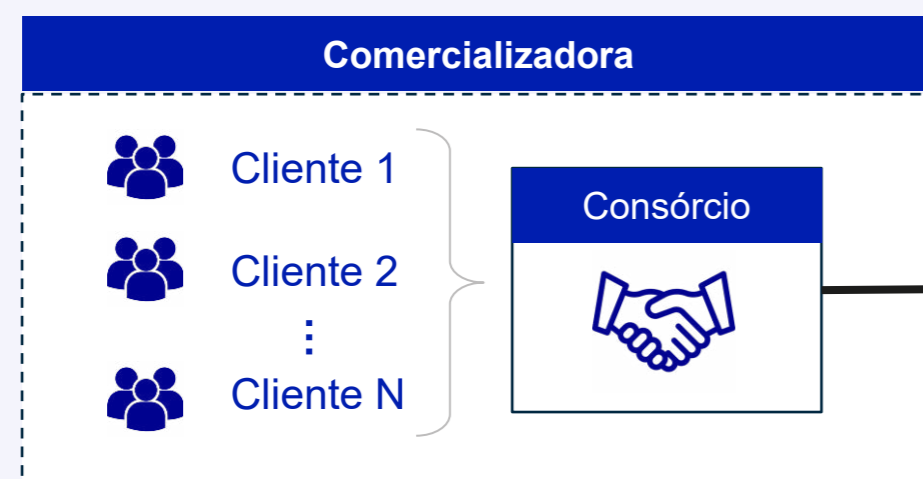 Comercializadora
Cliente 1
Consórcio
Cliente 2
⋮
Cliente N